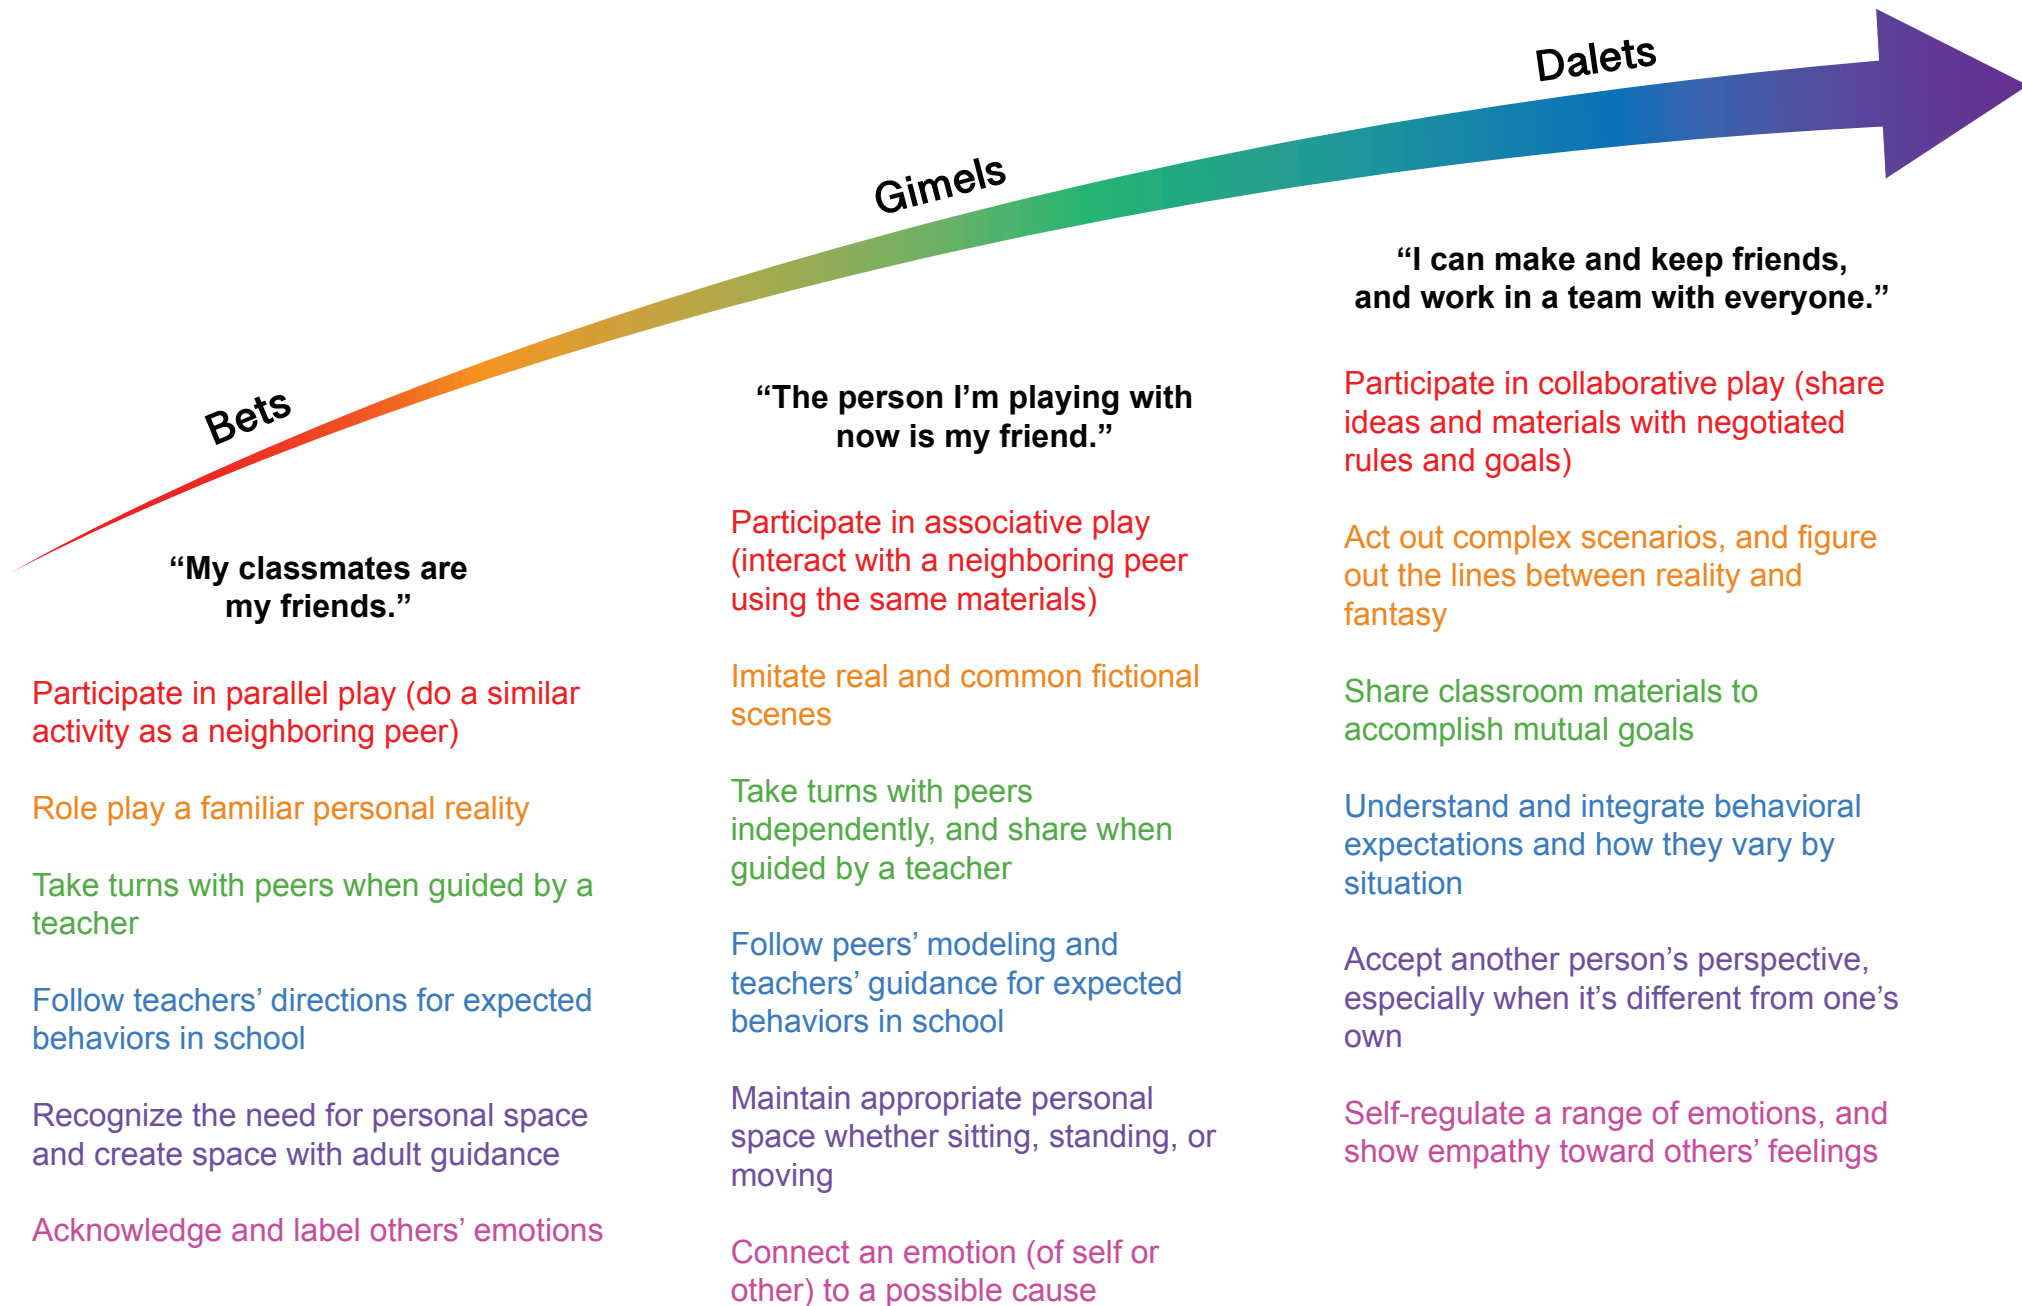 Bets
“My classmates are
my friends.”
Participate in parallel play (do a similar
activity as a neighboring peer)
Role play a familiar personal reality
Take turns with peers when guided by a
teacher
Follow teachers’ directions for expected
behaviors in school
Recognize the need for personal space
and create space with adult guidance
Acknowledge and label others’ emotions
Gimels
“The person I’m playing with
now is my friend.”
Participate in associative play
(interact with a neighboring peer
using the same materials)
Imitate real and common fictional
scenes
Take turns with peers
independently, and share when
guided by a teacher
Follow peers’ modeling and
teachers’ guidance for expected
behaviors in school
Maintain appropriate personal
space whether sitting, standing, or
moving
Connect an emotion (of self or
other) to a possible cause
Dalets
“I can make and keep friends,
and work in a team with everyone.”
Participate in collaborative play (share
ideas and materials with negotiated
rules and goals)
Act out complex scenarios, and figure
out the lines between reality and
fantasy
Share classroom materials to
accomplish mutual goals
Understand and integrate behavioral
expectations and how they vary by
situation
Accept another person’s perspective,
especially when it’s different from one’s
own
Self-regulate a range of emotions, and
show empathy toward others’ feelings